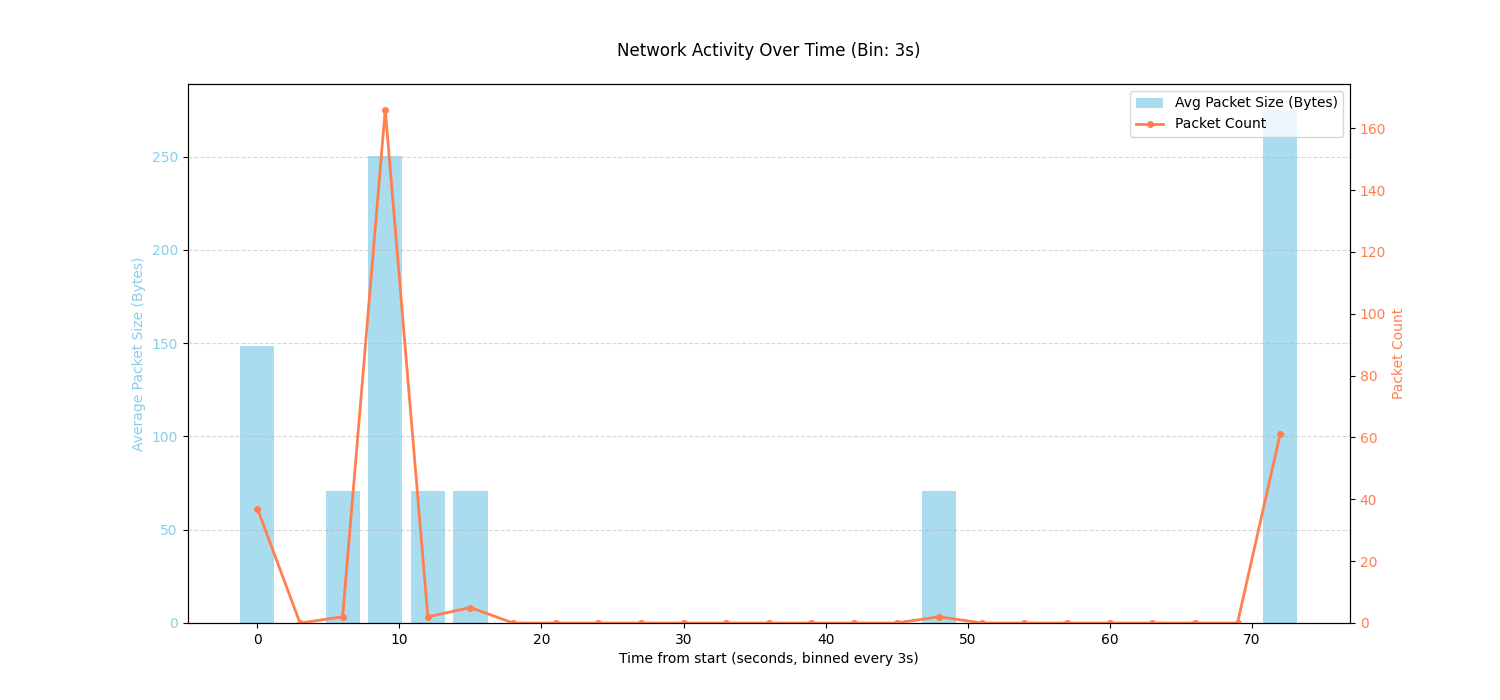 Network Activity Over Time (Bin: 3s)
Avg Packet Size (Bytes)
Packet Count
Average Packet Size (Bytes)
250
200
150
100
50
0
160
140
120
100
80
60
40
20
0
Packet Count
0 10 20 30 40 50 60 70
Time from start (seconds, binned every 3s)